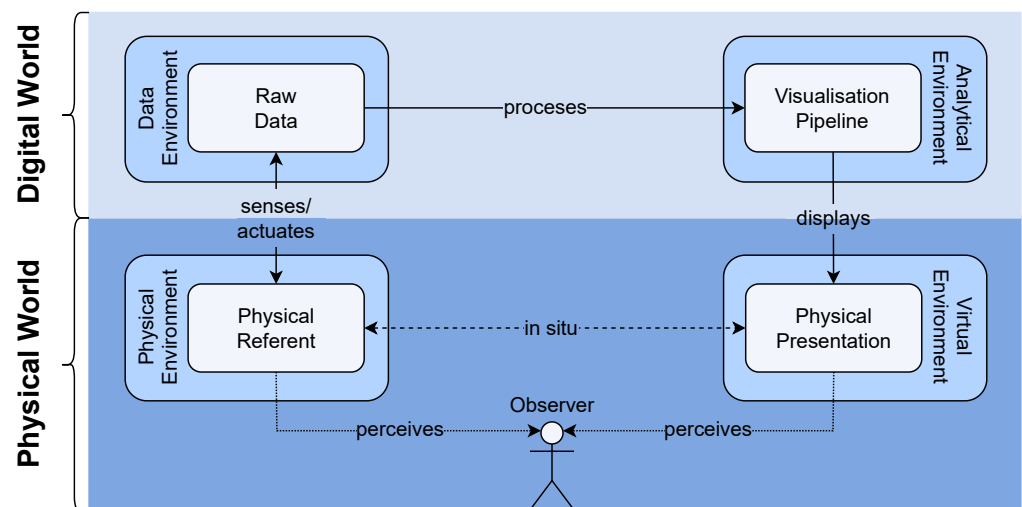 Digital World
Data
Environment
Raw
Data
proceses
Visualisation
Pipeline
Analytical
Environment
senses/
actuates
displays
Physical World
Physical
Environment
Physical
Referent
in situ
Physical
Presentation
Virtual
Environment
Observer
perceives
perceives